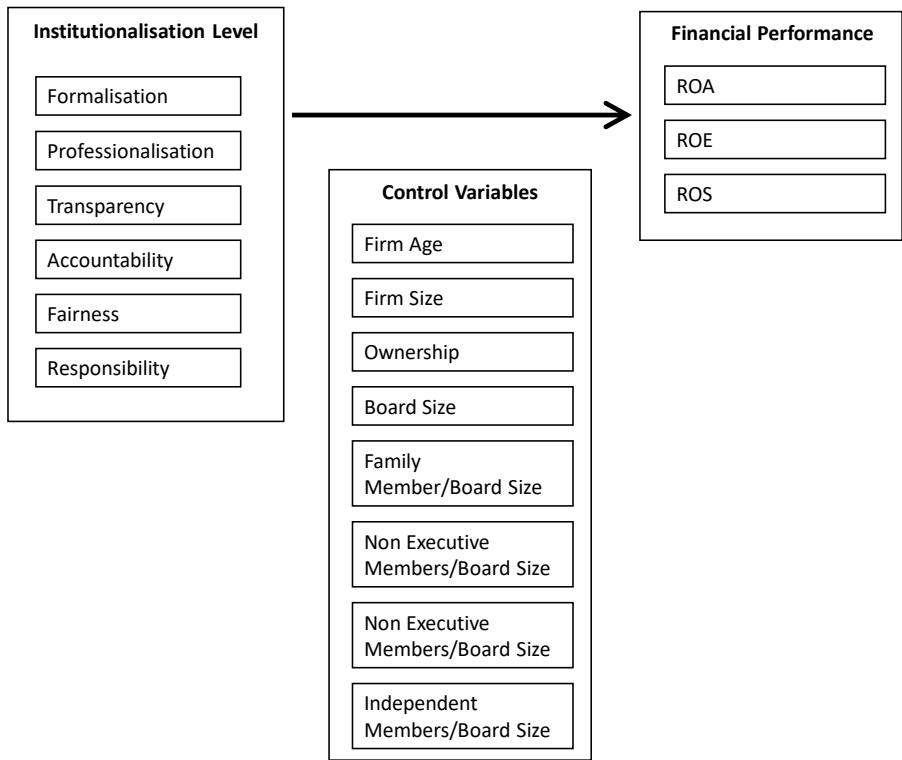 Institutionalisation Level
Formalisation
Professionalisation
Transparency
Accountability
Fairness
Responsibility
Control Variables
Firm Age
Firm Size
Ownership
Board Size
Family
Member/Board Size
Non Executive
Members/Board Size
Non Executive
Members/Board Size
Independent
Members/Board Size
Financial Performance
ROA
ROE
ROS